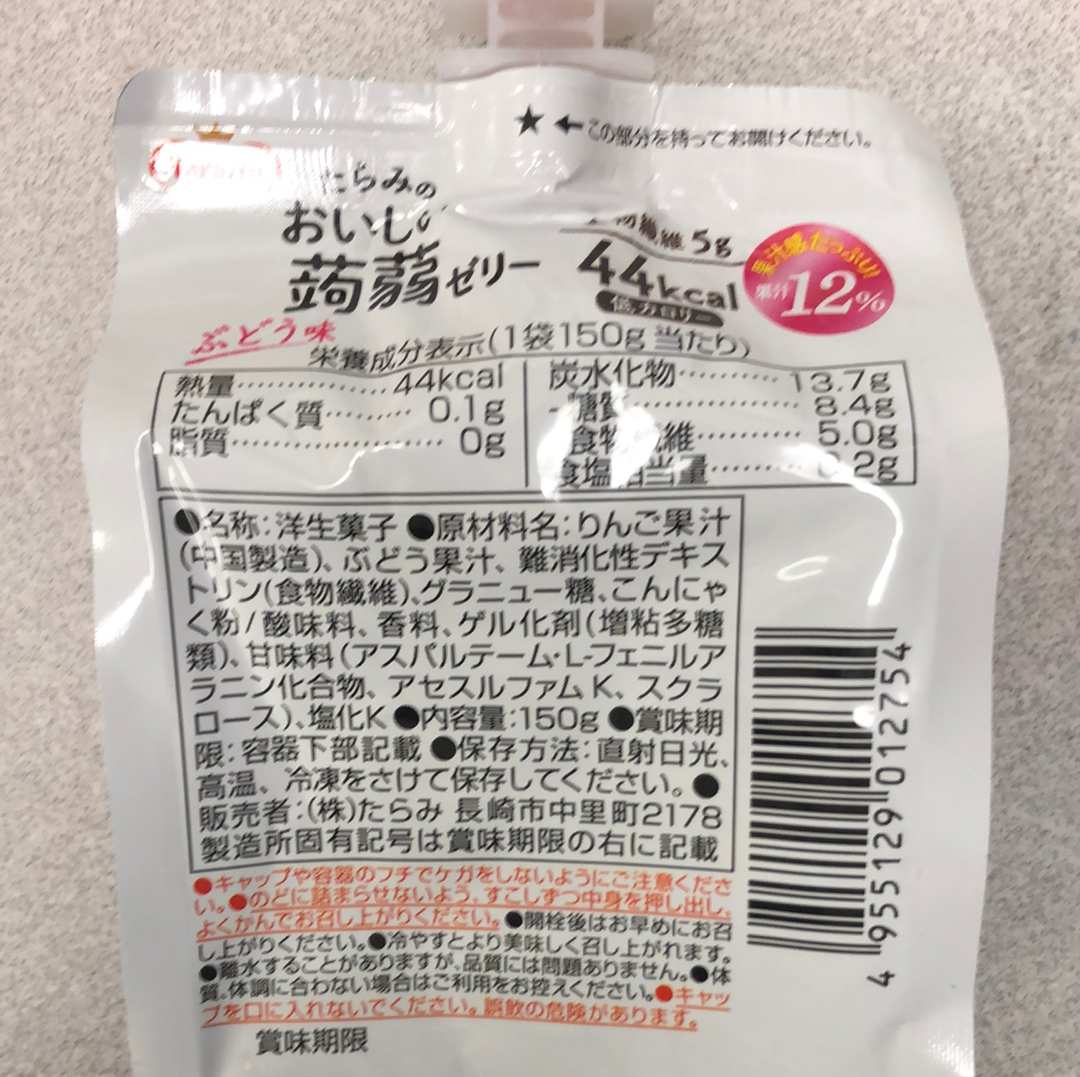 ★←この部分を持ってお開けください。
たらみの
おいしい
蒟蒻ゼリー
ぶどう味
食物繊維 5g
44kcal
低カロリー
果汁感たっぷり!
果汁12%
栄養成分表示(1袋150g 当たり)
熱量……………44kcal
たんぱく質………0.1g
脂質…………………0g
炭水化物………13.7g
-糖質……………8.4g
食物繊維………5.0g
食塩相当量………2g
●名称:洋生菓子 ●原材料名:りんご果汁
(中国製造)、ぶどう果汁、難消化性デキス
トリン(食物繊維)、グラニュー糖、こんにゃ
く粉/酸味料、香料、ゲル化剤(増粘多糖
類)、甘味料(アスパルテーム・L-フェニルア
ラニン化合物、アセスルファムK、スクラ
ロース)、塩化K ●内容量:150g ●賞味期
限:容器下部記載 ●保存方法:直射日光、
高温、冷凍をさけて保存してください。●
販売者:(株)たらみ 長崎市中里町2178
製造所固有記号は賞味期限の右に記載
●キャップや容器のフチでケガをしないようにご注意くださ
い。●のどに詰まらせないよう、すこしずつ中身を押し出し、
よくかんでお召し上がりください。●開栓後はお早めにお召
し上がりください。●冷やすとより美味しく召し上がれます。
●離水することがありますが、品質には問題ありません。●体
質、体調に合わない場合はご利用をお控えください。●キャッ
プを口に入れないでください。誤飲の危険があります。
賞味期限
4 955129 012754